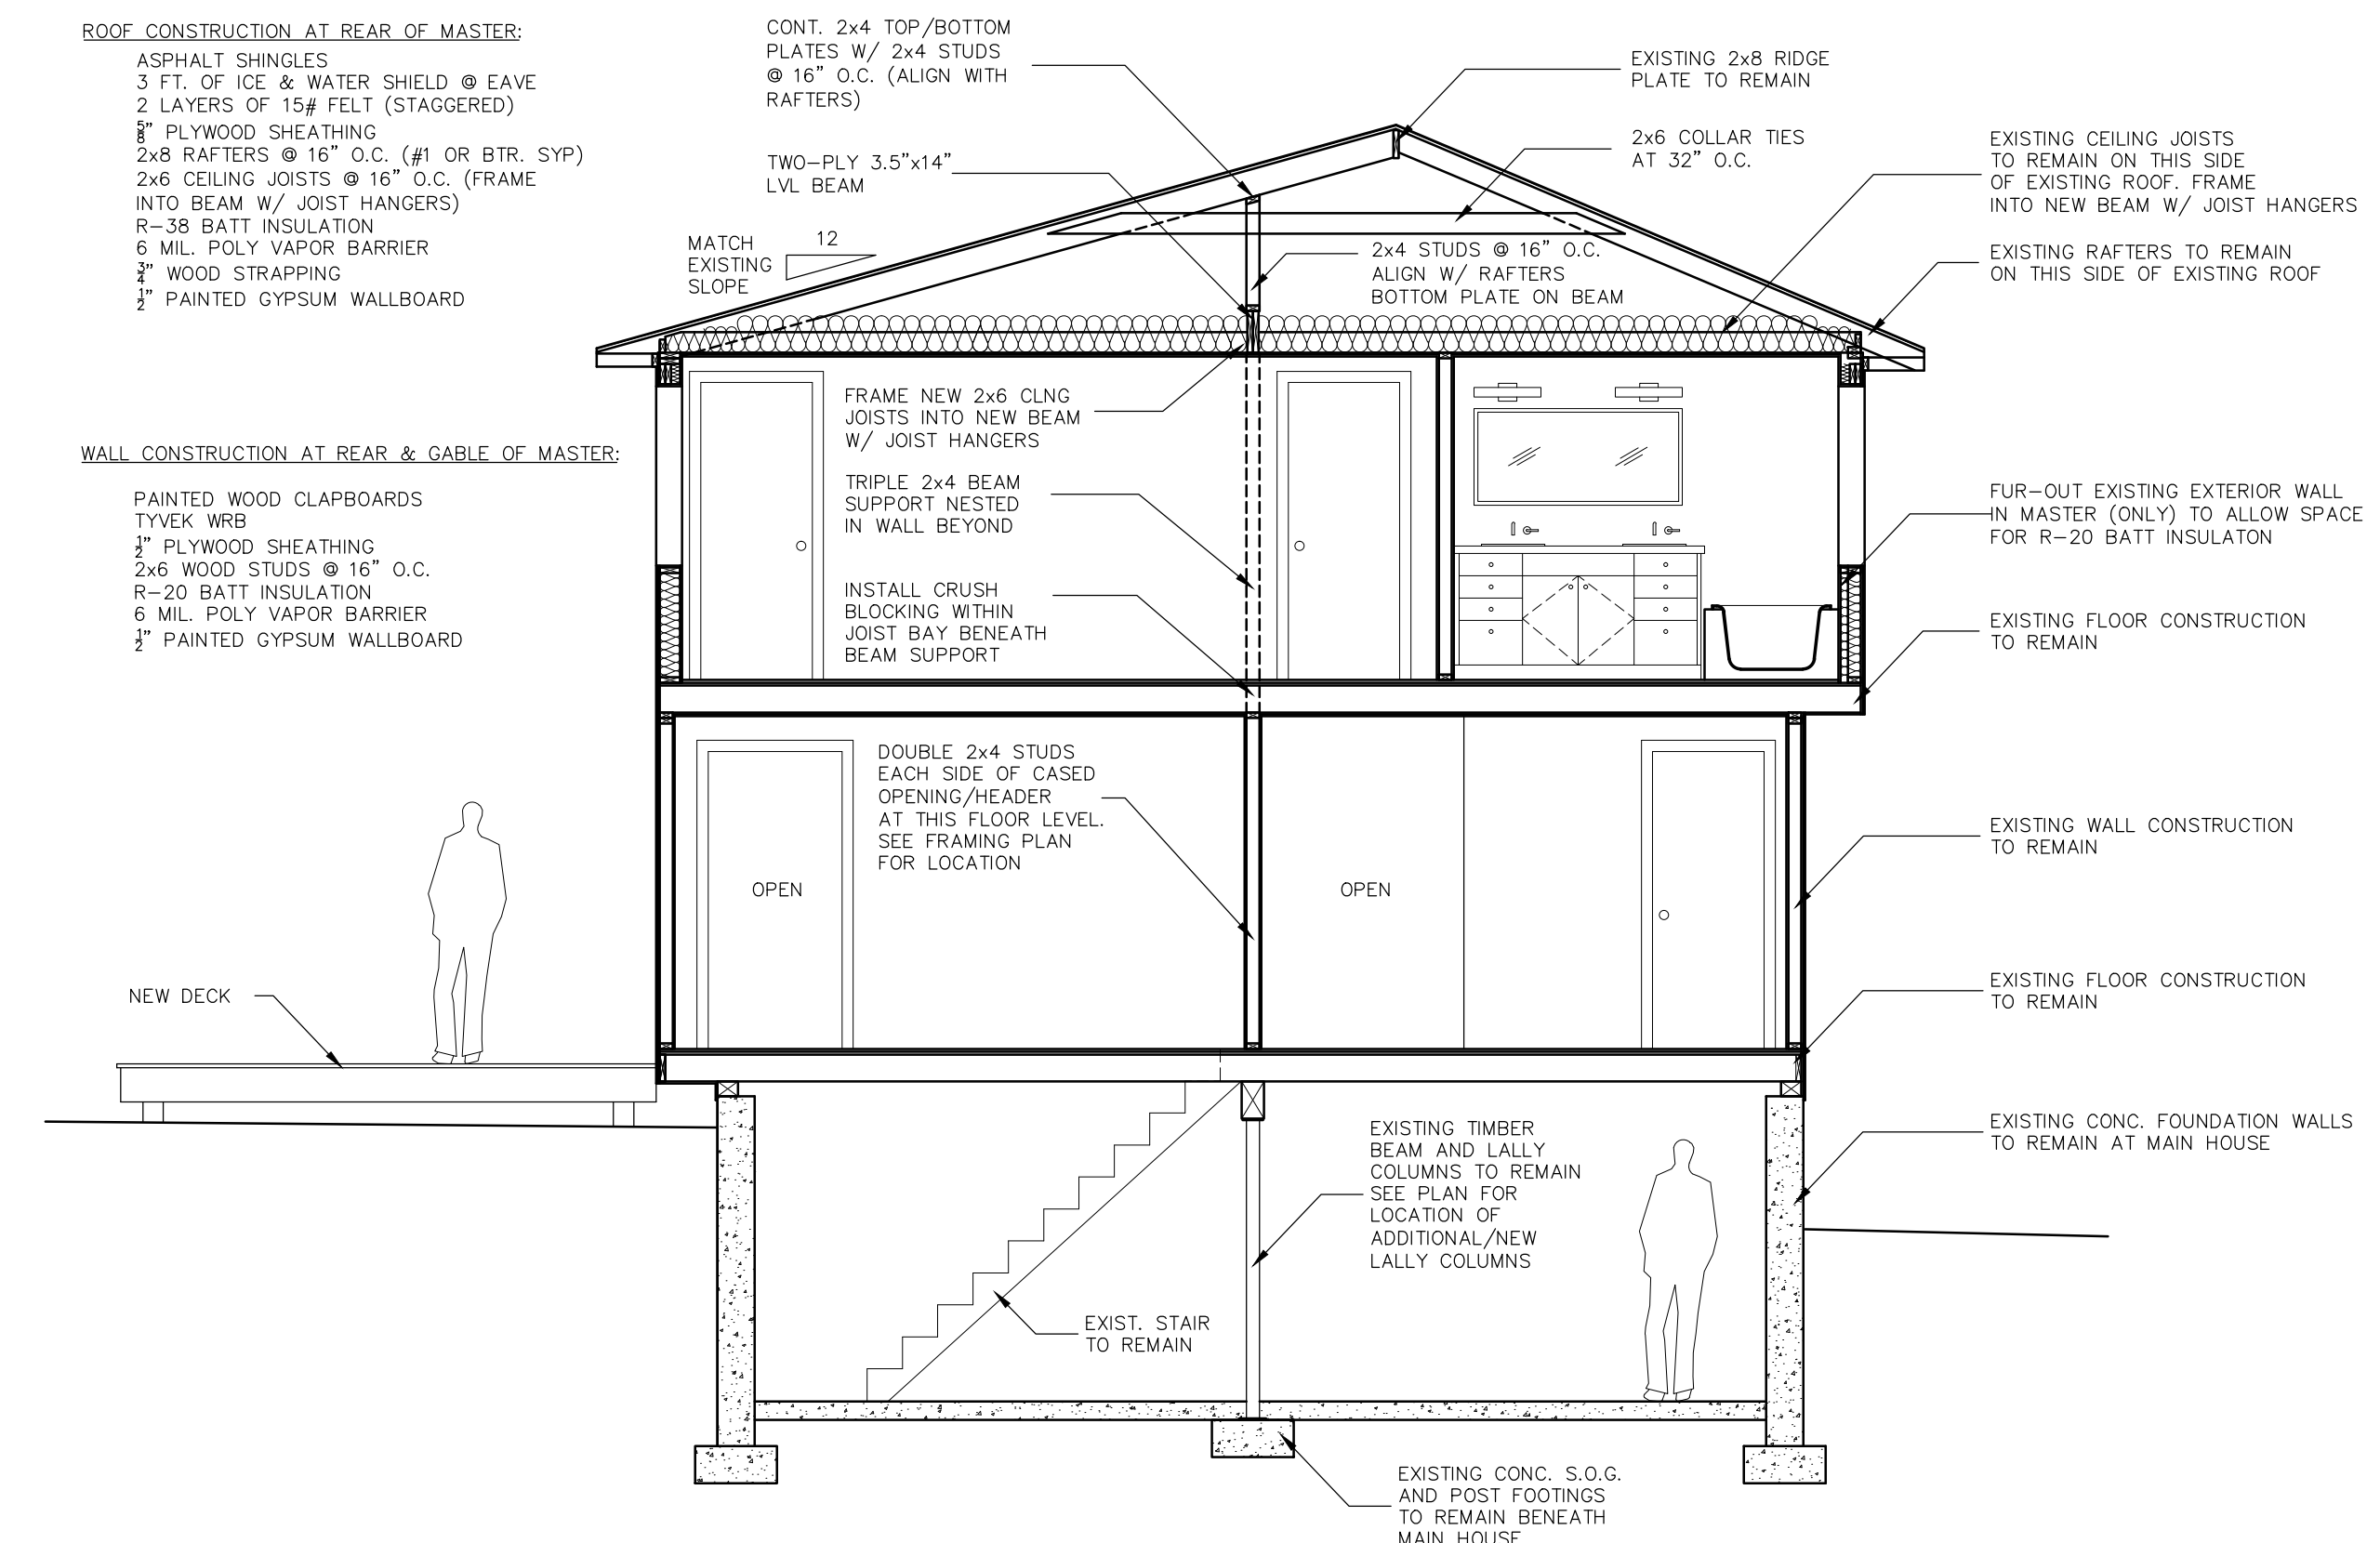 ROOF CONSTRUCTION AT REAR OF MASTER:
ASPHALT SHINGLES
3 FT. OF ICE & WATER SHIELD @ EAVE
2 LAYERS OF 15# FELT (STAGGERED)
5/8" PLYWOOD SHEATHING
2x8 RAFTERS @ 16" O.C. (#1 OR BTR. SYP)
2x6 CEILING JOISTS @ 16" O.C. (FRAME
INTO BEAM W/ JOIST HANGERS)
R-38 BATT INSULATION
6 MIL. POLY VAPOR BARRIER
3/4" WOOD STRAPPING
1/2" PAINTED GYPSUM WALLBOARD
WALL CONSTRUCTION AT REAR & GABLE OF MASTER:
PAINTED WOOD CLAPBOARDS
TYVEK WRB
1/2" PLYWOOD SHEATHING
2x6 WOOD STUDS @ 16" O.C.
R-20 BATT INSULATION
6 MIL. POLY VAPOR BARRIER
1/2" PAINTED GYPSUM WALLBOARD
NEW DECK
CONT. 2x4 TOP/BOTTOM
PLATES W/ 2x4 STUDS
@ 16" O.C. (ALIGN WITH
RAFTERS)
TWO-PLY 3.5"x14"
LVL BEAM
MATCH
EXISTING
SLOPE
12
EXISTING 2x8 RIDGE
PLATE TO REMAIN
2x6 COLLAR TIES
AT 32" O.C.
2x4 STUDS @ 16" O.C.
ALIGN W/ RAFTERS
BOTTOM PLATE ON BEAM
EXISTING CEILING JOISTS
TO REMAIN ON THIS SIDE
OF EXISTING ROOF. FRAME
INTO NEW BEAM W/ JOIST HANGERS
EXISTING RAFTERS TO REMAIN
ON THIS SIDE OF EXISTING ROOF
FRAME NEW 2x6 CLNG
JOISTS INTO NEW BEAM
W/ JOIST HANGERS
TRIPLE 2x4 BEAM
SUPPORT NESTED
IN WALL BEYOND
INSTALL CRUSH
BLOCKING WITHIN
JOIST BAY BENEATH
BEAM SUPPORT
FUR-OUT EXISTING EXTERIOR WALL
IN MASTER (ONLY) TO ALLOW SPACE
FOR R-20 BATT INSULATON
EXISTING FLOOR CONSTRUCTION
TO REMAIN
DOUBLE 2x4 STUDS
EACH SIDE OF CASED
OPENING/HEADER
AT THIS FLOOR LEVEL.
SEE FRAMING PLAN
FOR LOCATION
OPEN
OPEN
EXISTING WALL CONSTRUCTION
TO REMAIN
EXISTING FLOOR CONSTRUCTION
TO REMAIN
EXISTING CONC. FOUNDATION WALLS
TO REMAIN AT MAIN HOUSE
EXISTING TIMBER
BEAM AND LALLY
COLUMNS TO REMAIN
SEE PLAN FOR
LOCATION OF
ADDITIONAL/NEW
LALLY COLUMNS
EXIST. STAIR
TO REMAIN
EXISTING CONC. S.O.G.
AND POST FOOTINGS
TO REMAIN BENEATH
MAIN HOUSE